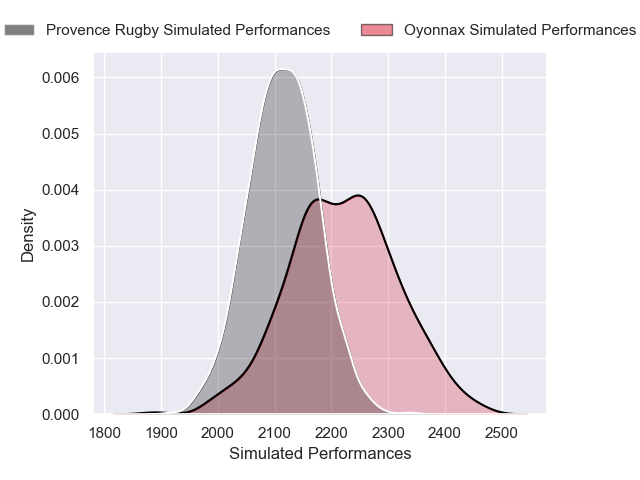 Provence Rugby Simulated Performances Oyonnax Simulated Performances
0.006
0.005
0.004
0.003
0.002
0.001
0.000
Density
1800 1900 2000 2100 2200 2300 2400 2500
Simulated Performances